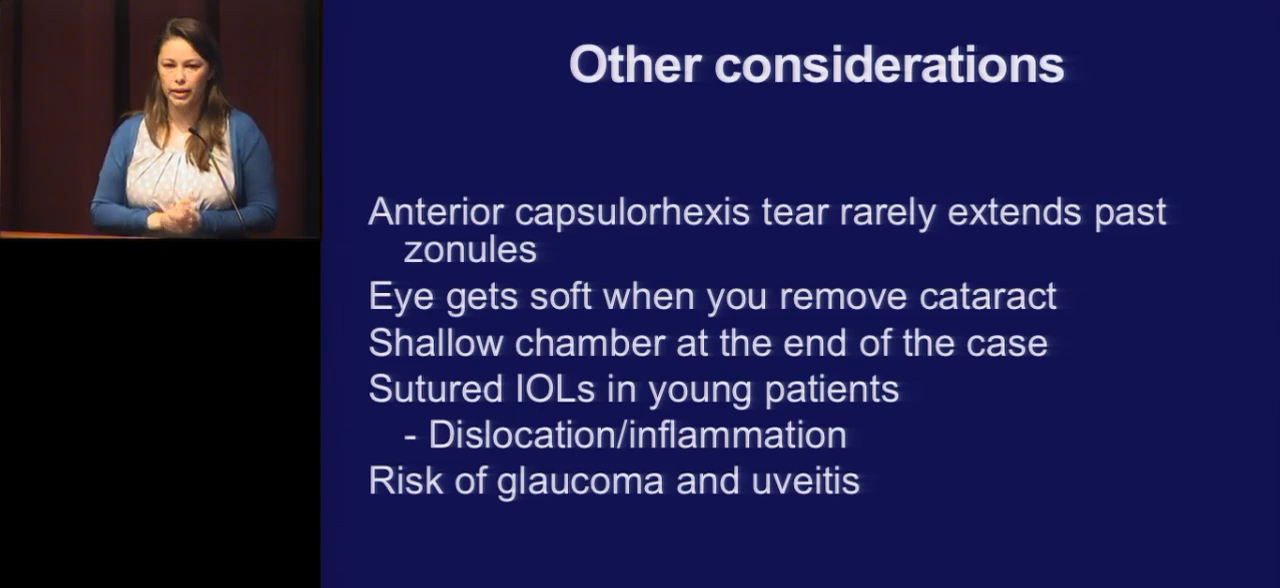 Other considerations
Anterior capsulorhexis tear rarely extends past
zonules
Eye gets soft when you remove cataract
Shallow chamber at the end of the case
Sutured IOLs in young patients
- Dislocation/inflammation
Risk of glaucoma and uveitis